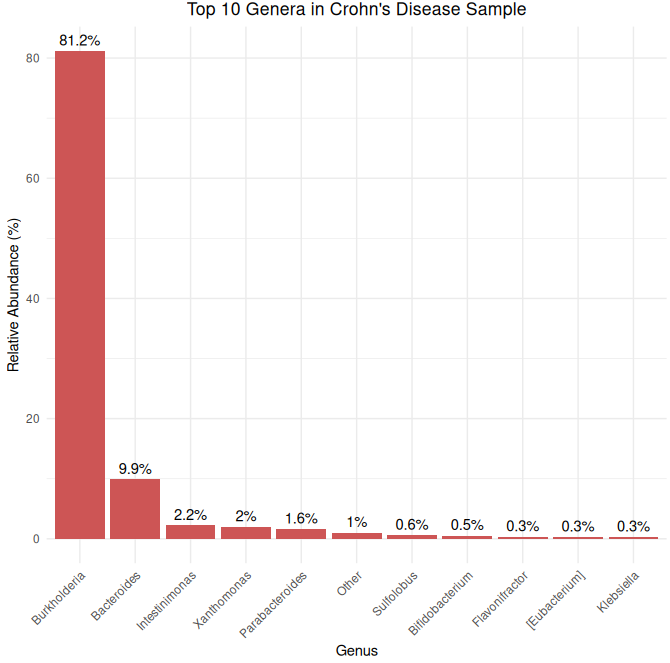 Top 10 Genera in Crohn's Disease Sample
Relative Abundance (%)
80
60
40
20
0
81.2%
9.9%
2.2%
2%
1.6%
1%
0.6%
0.5%
0.3%
0.3%
0.3%
Burkholderia
Bacteroides
Intestinimonas
Xanthomonas
Parabacteroides
Other
Sulfolobus
Bifidobacterium
Flavonifractor
[Eubacterium]
Klebsiella
Genus